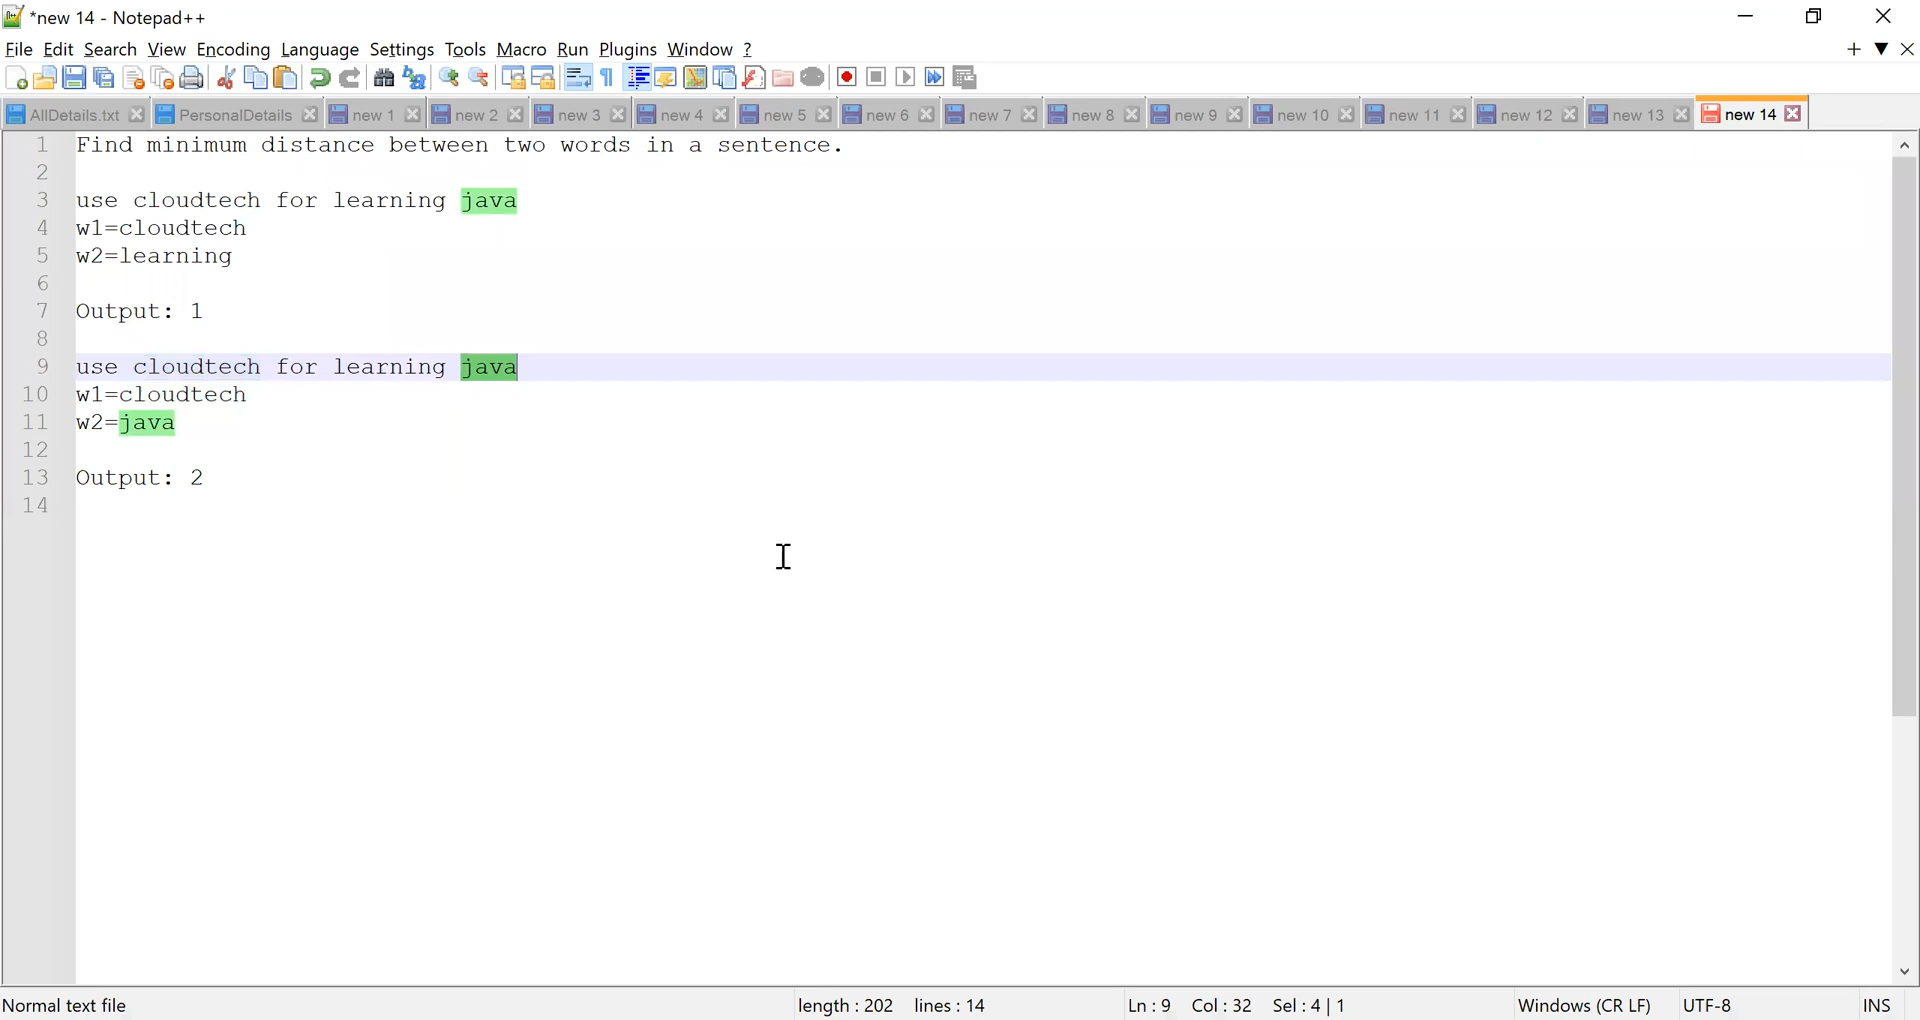 *new 14 - Notepad++
File Edit Search View Encoding Language Settings Tools Macro Run Plugins Window ?
AllDetails.txt PersonalDetails new 1 new 2 new 3 new 4 new 5 new 6 new 7 new 8 new 9 new 10 new 11 new 12 new 13 new 14
1 Find minimum distance between two words in a sentence.
2
3 use cloudtech for learning java
4 w1=cloudtech
5 w2=learning
6
7 Output: 1
8
9 use cloudtech for learning java
10 w1=cloudtech
11 w2=java
12
13 Output: 2
14
Normal text file length : 202 lines : 14 Ln : 9 Col : 32 Sel : 4 | 1 Windows (CR LF) UTF-8 INS